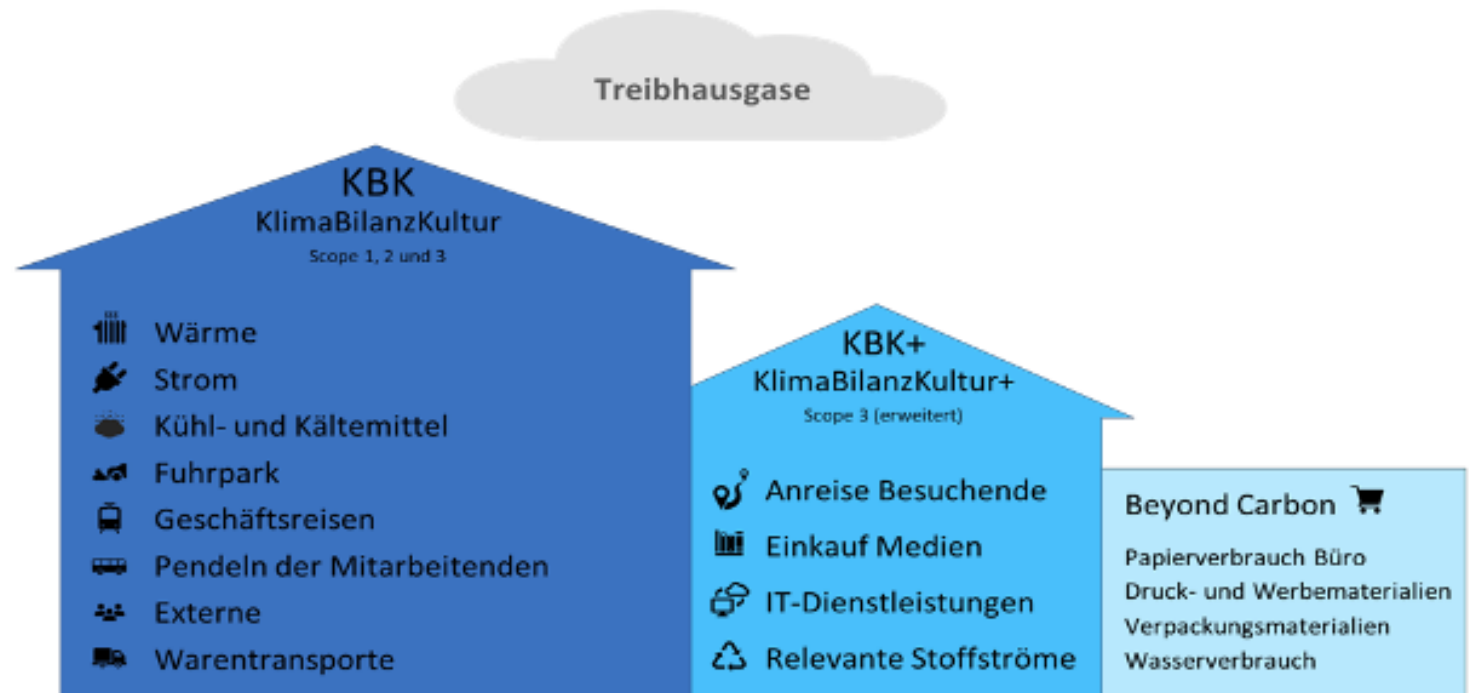 Treibhausgase
KBK
KlimaBilanzKultur
Scope 1, 2 und 3
Wärme
Strom
Kühl- und Kältemittel
Fuhrpark
Geschäftsreisen
Pendeln der Mitarbeitenden
Externe
Warentransporte
KBK+
KlimaBilanzKultur+
Scope 3 (erweitert)
Anreise Besuchende
Einkauf Medien
IT-Dienstleistungen
Relevante Stoffströme
Beyond Carbon
Papierverbrauch Büro
Druck- und Werbematerialien
Verpackungsmaterialien
Wasserverbrauch